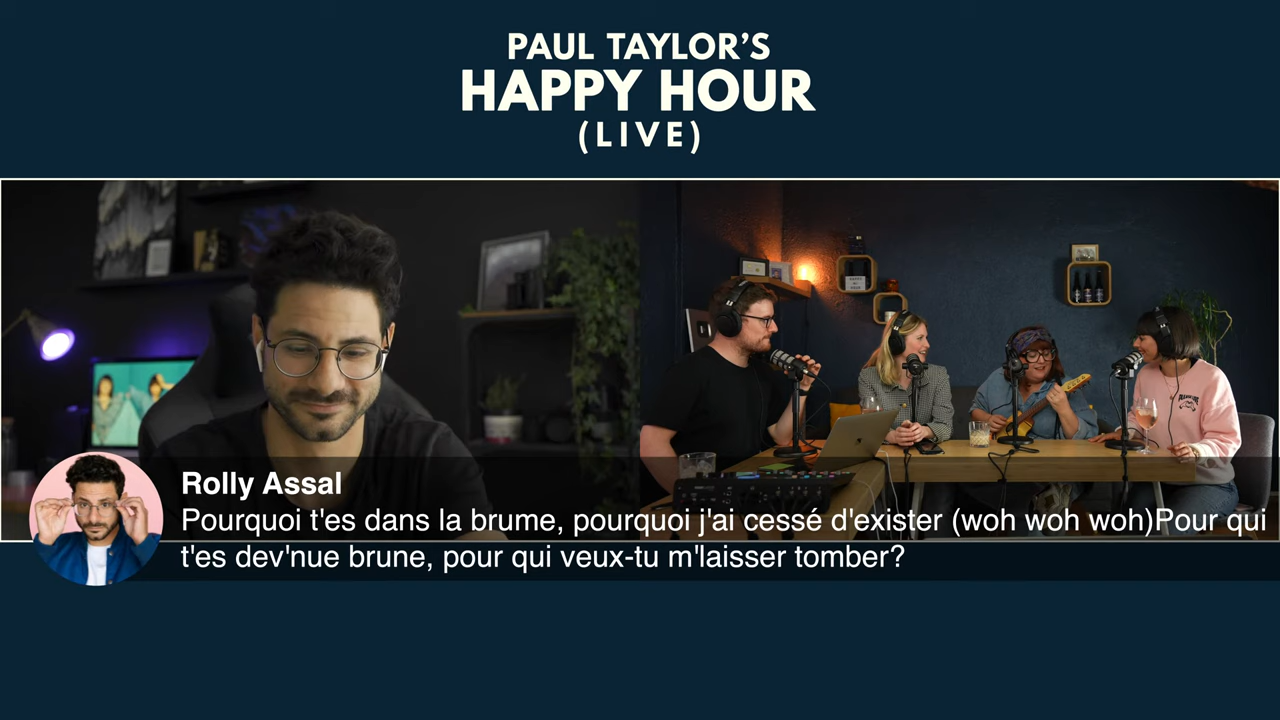 PAUL TAYLOR'S
HAPPY HOUR
(LIVE)
Rolly Assal
Pourquoi t'es dans la brume, pourquoi j'ai cessé d'exister (woh woh woh)Pour qui
t'es dev'nue brune, pour qui veux-tu m'laisser tomber?